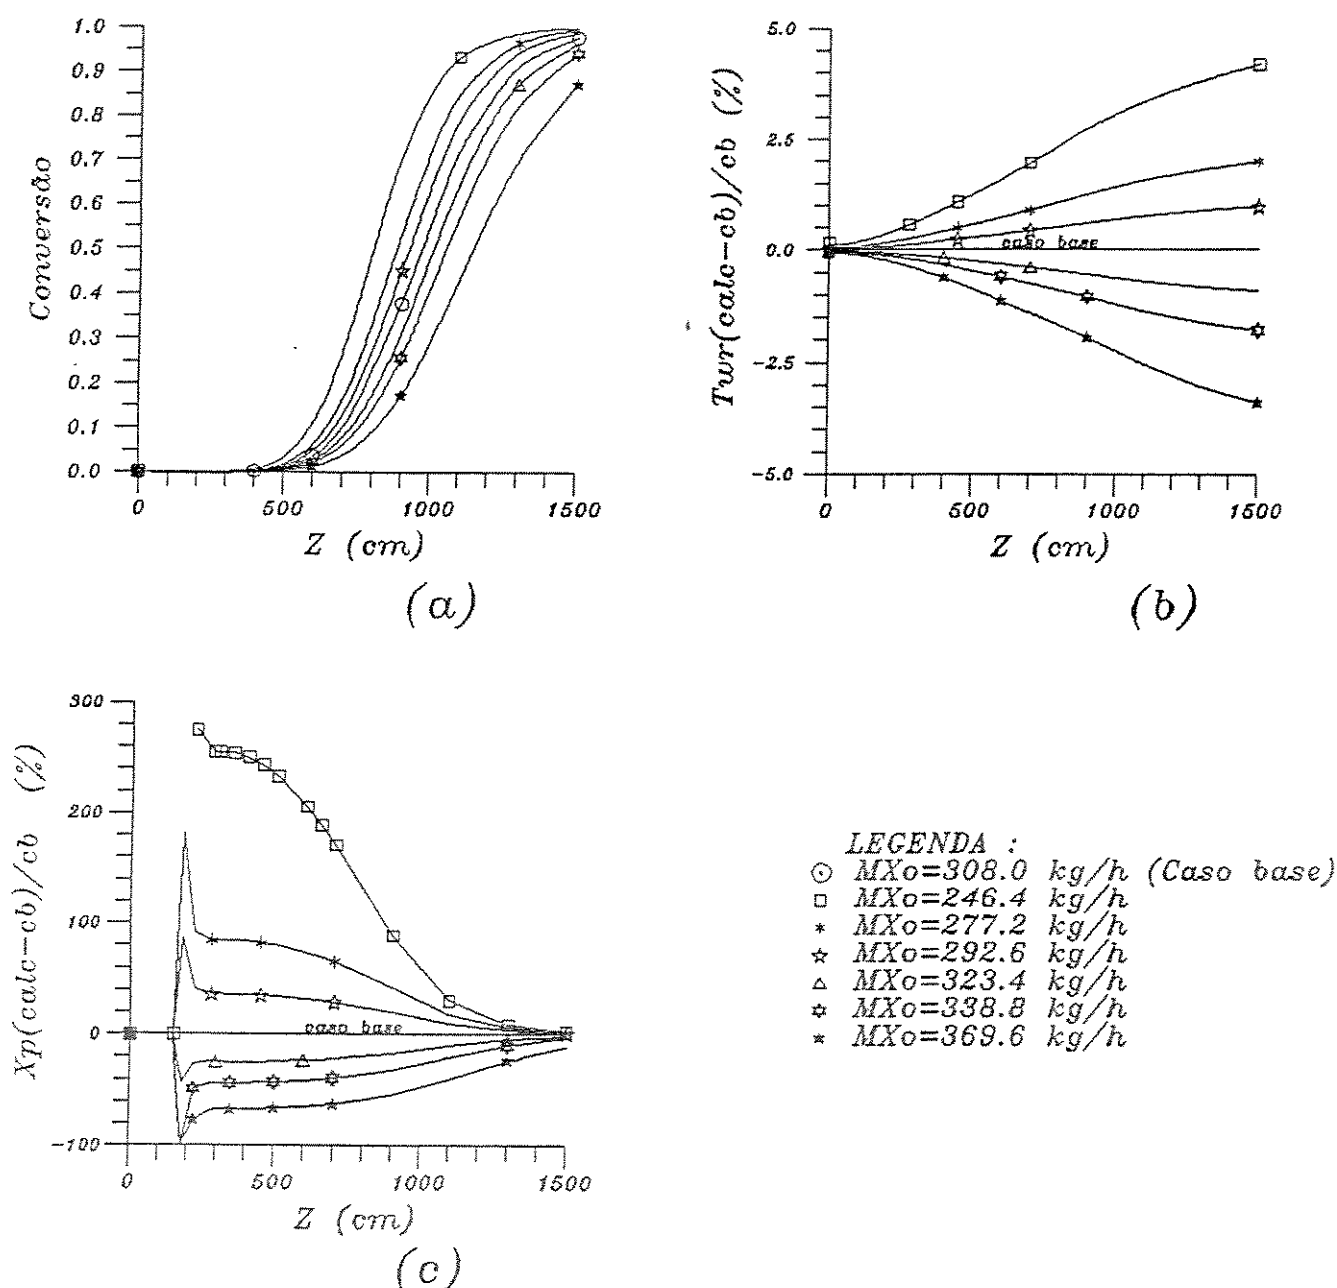 Conversão
1.0
0.9
0.8
0.7
0.6
0.5
0.4
0.3
0.2
0.1
0.0
0
500
1000
1500
Z (cm)
(a)
Twr(calc-cb)/cb (%)
5.0
2.5
0.0
-2.5
-5.0
caso base
0
500
1000
1500
Z (cm)
(b)
Xp(calc-cb)/cb (%)
300
200
100
0
-100
caso base
0
500
1000
1500
Z (cm)
(c)
LEGENDA :
MXo=308.0 kg/h (Caso base)
MXo=246.4 kg/h
MXo=277.2 kg/h
MXo=292.6 kg/h
MXo=323.4 kg/h
MXo=338.8 kg/h
MXo=369.6 kg/h